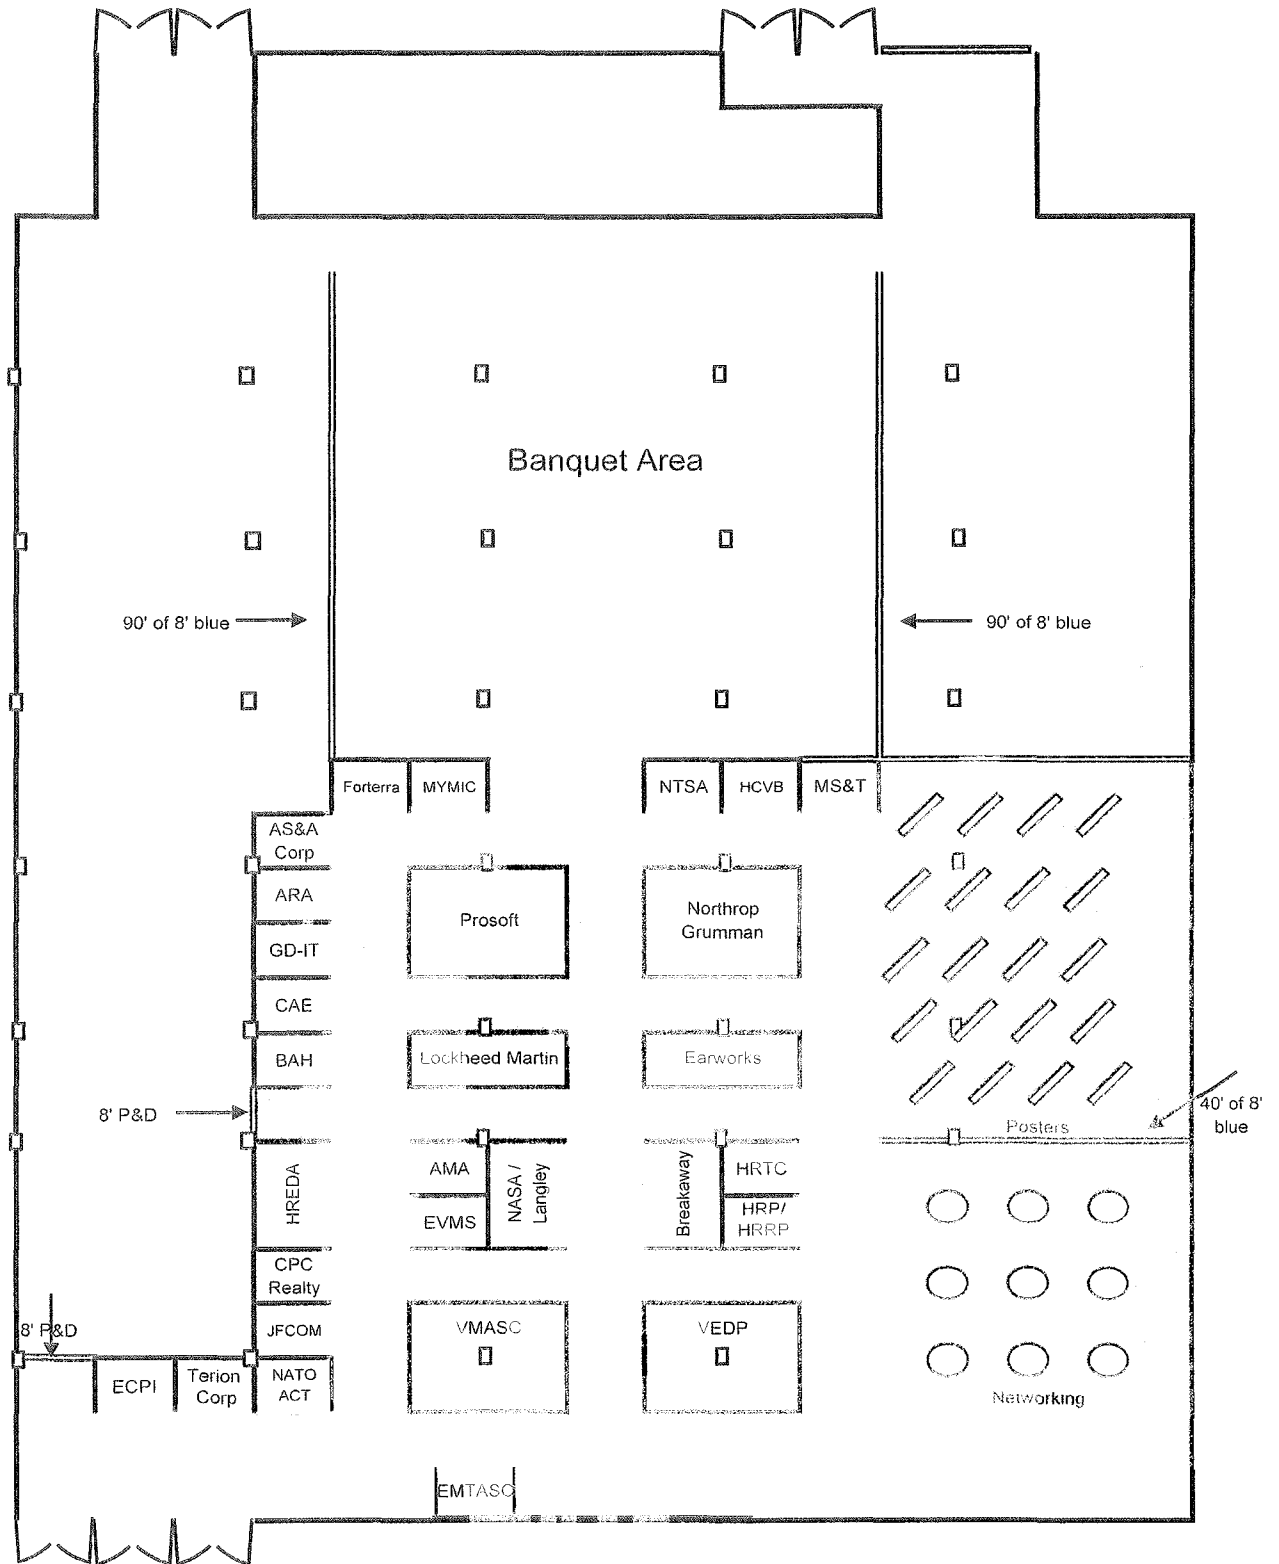 Banquet Area
90' of 8' blue
90' of 8' blue
Forterra
MYMIC
NTSA
HCVB
MS&T
AS&A
Corp
ARA
Prosoft
Northrop
Grumman
GD-IT
CAE
BAH
Lockheed Martin
Earworks
8' P&D
40' of 8'
blue
Posters
HREDA
AMA
NASA /
Langley
Breakaway
HRTC
EVMS
HRP/
HRRP
CPC
Realty
JFCOM
VMASC
VEDP
8' P&D
ECPI
Terion
Corp
NATO
ACT
Networking
EMTASC